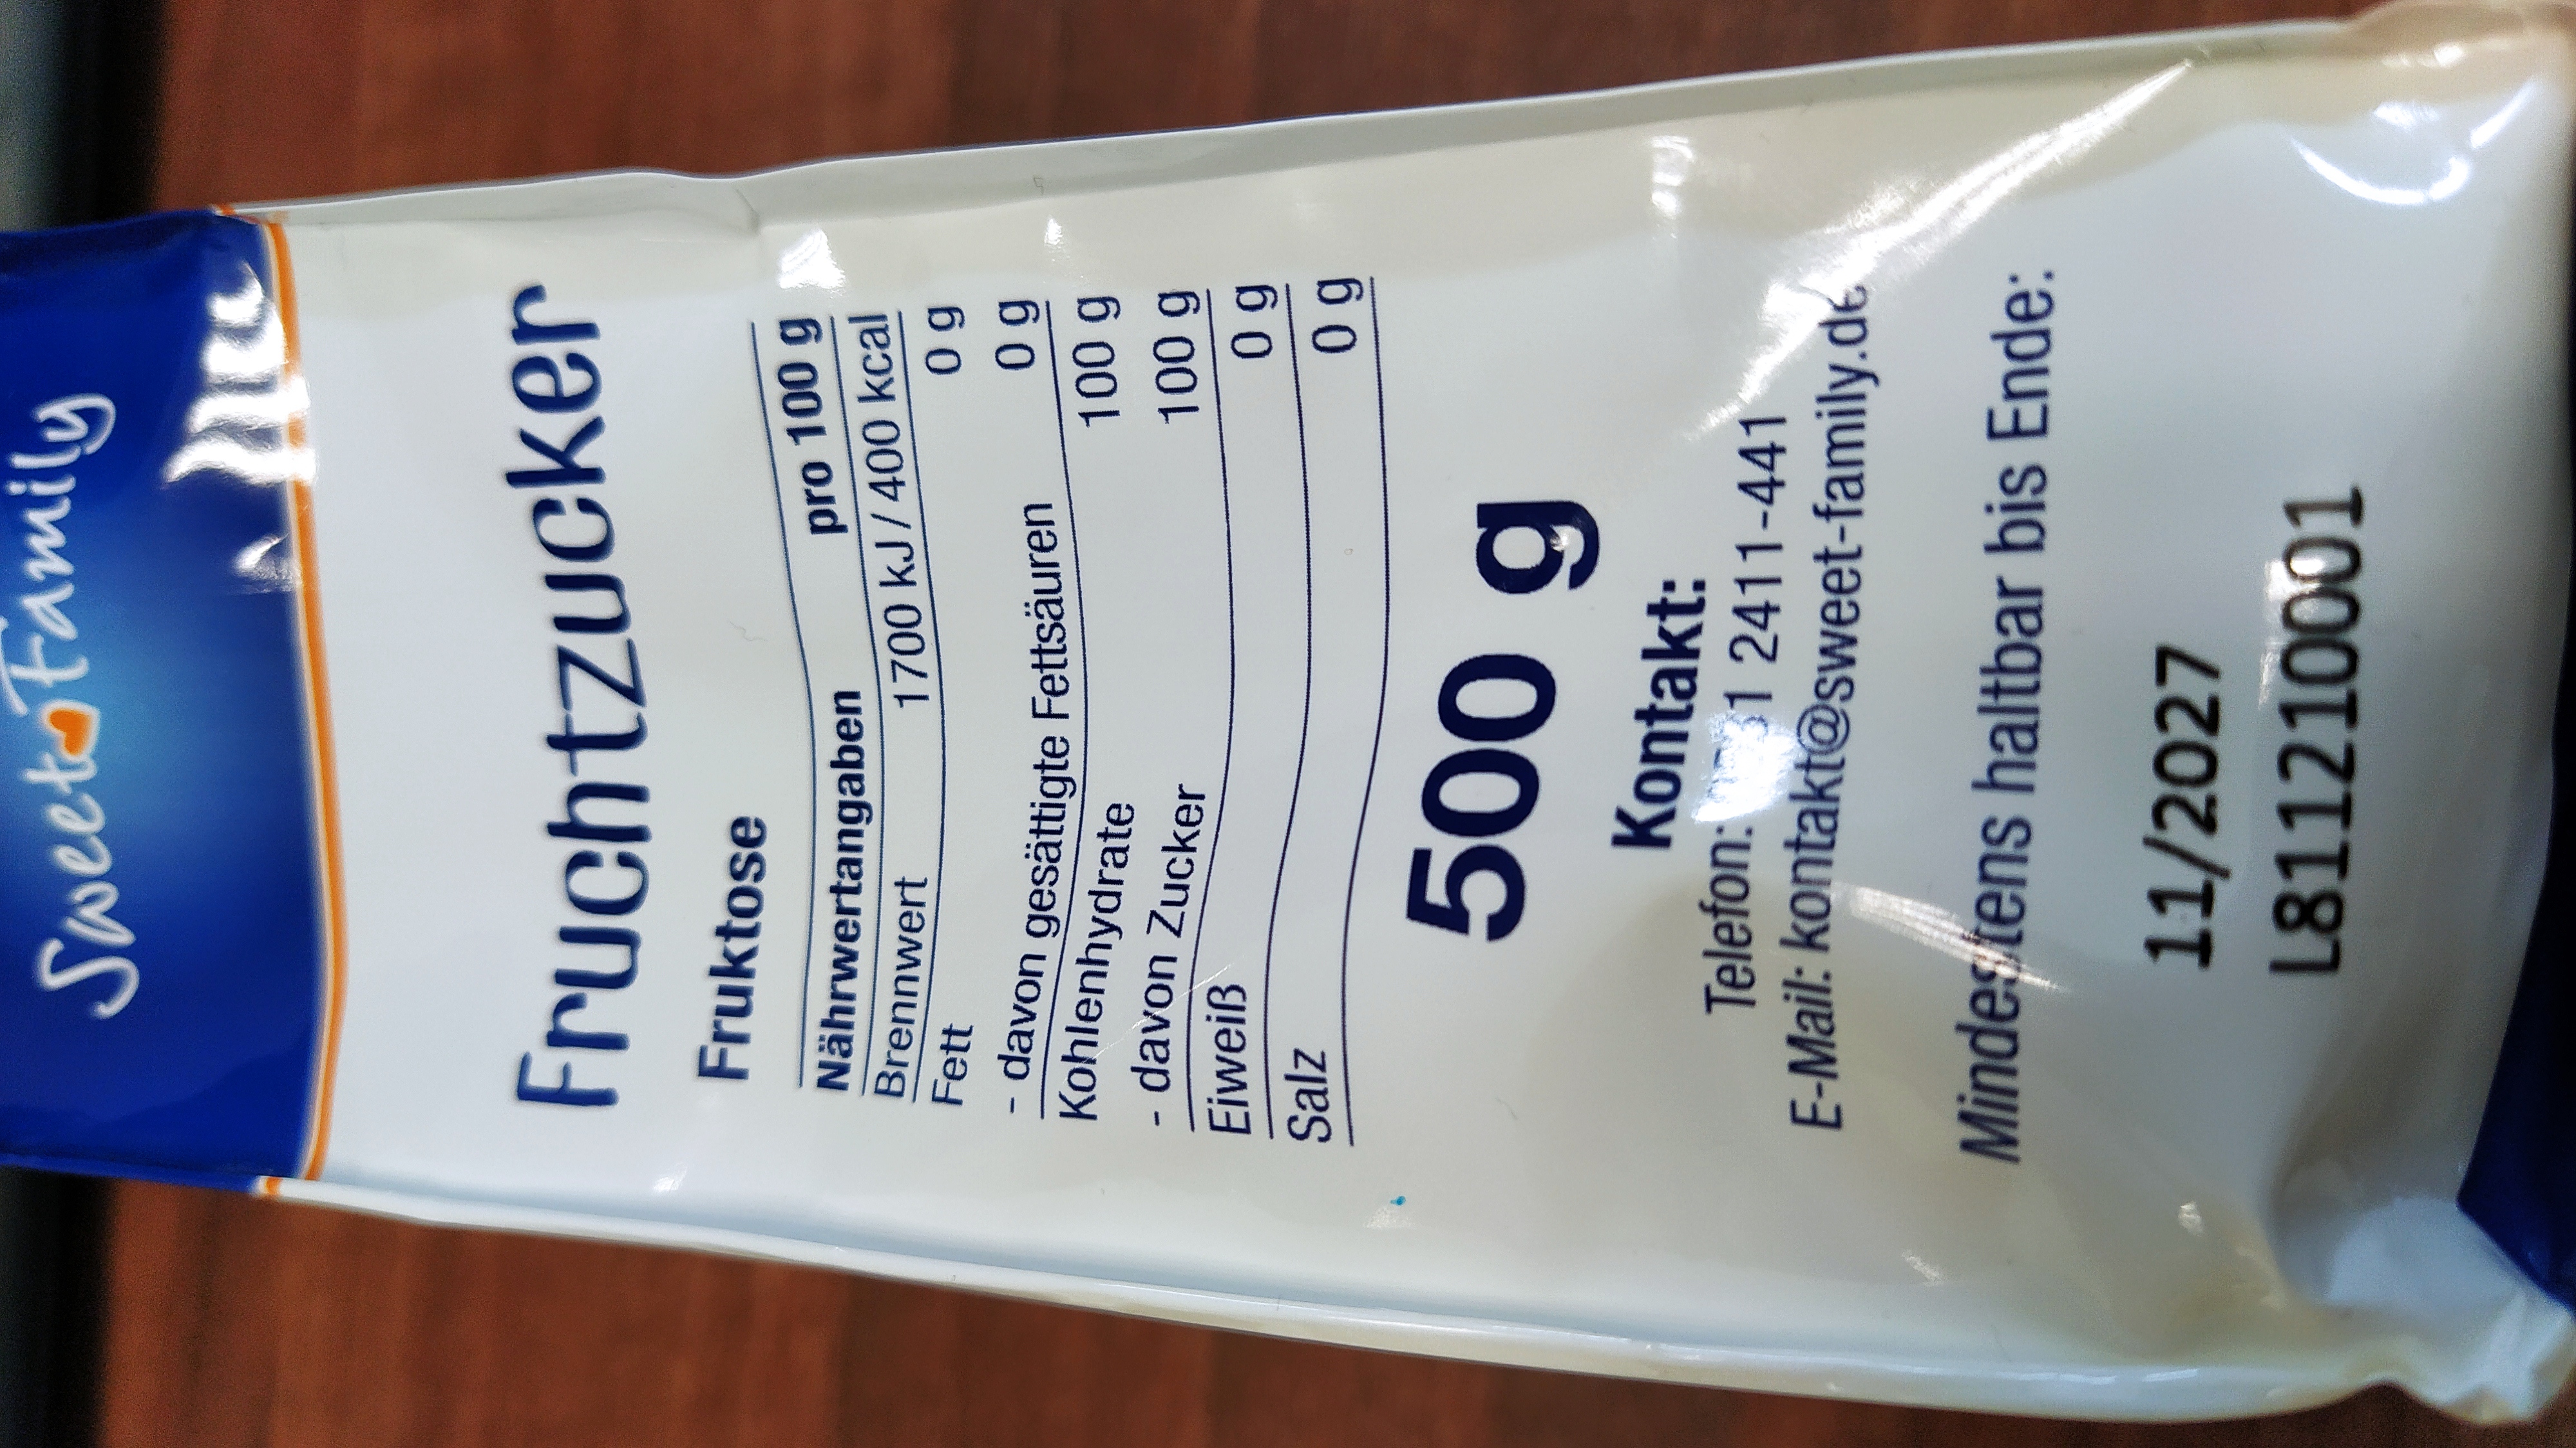 Sweet Family
Fruchtzucker
Fruktose
Nährwertangaben pro 100 g
Brennwert 1700 kJ / 400 kcal
Fett 0 g
- davon gesättigte Fettsäuren 0 g
Kohlenhydrate 100 g
- davon Zucker 100 g
Eiweiß 0 g
Salz 0 g
500 g
Kontakt:
Telefon: 2411-441
E-Mail: kontakt@sweet-family.de
Mindestens haltbar bis Ende:
11/2027
L811210001